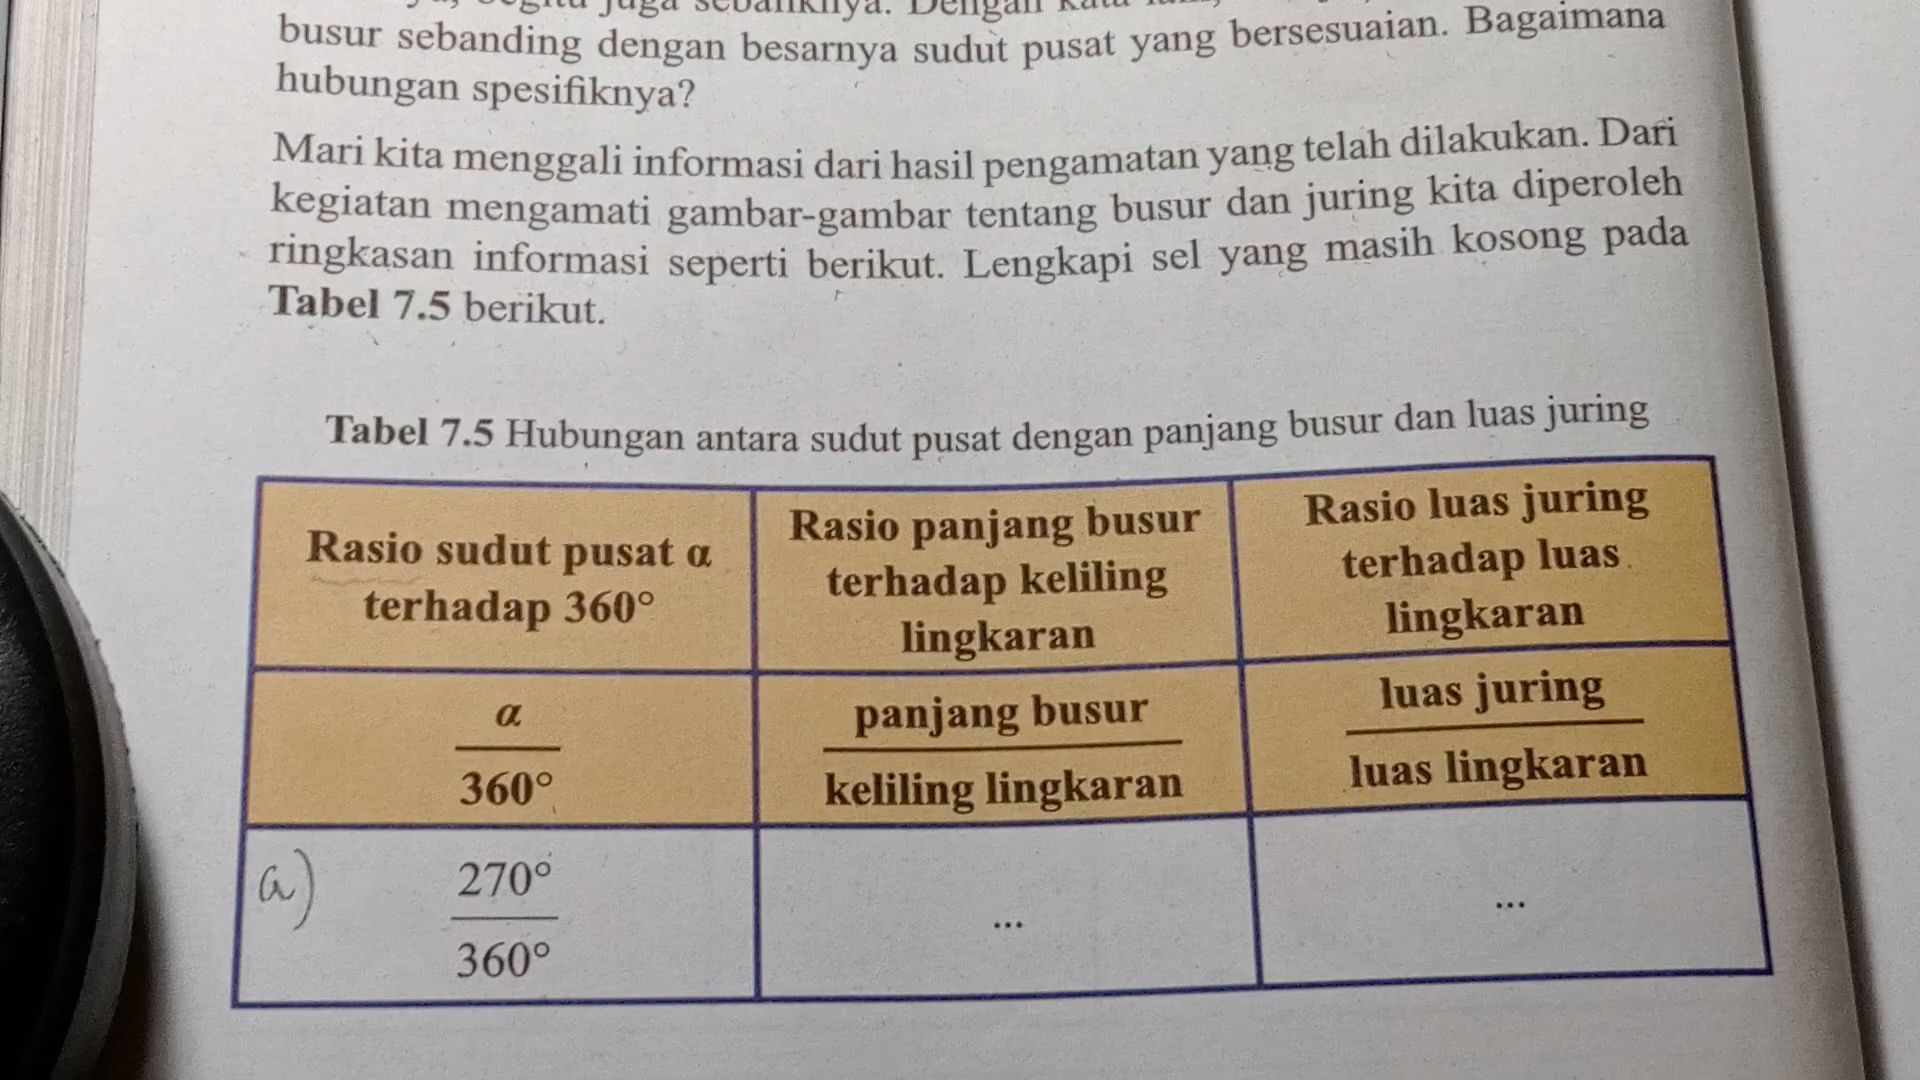 juga sebaliknya. Dengan kata
busur sebanding dengan besarnya sudut pusat yang bersesuaian. Bagaimana
hubungan spesifiknya?
Mari kita menggali informasi dari hasil pengamatan yang telah dilakukan. Dari
kegiatan mengamati gambar-gambar tentang busur dan juring kita diperoleh
ringkasan informasi seperti berikut. Lengkapi sel yang masih kosong pada
Tabel 7.5 berikut.
Tabel 7.5 Hubungan antara sudut pusat dengan panjang busur dan luas juring
Rasio sudut pusat α
terhadap 360°
Rasio panjang busur
terhadap keliling
lingkaran
Rasio luas juring
terhadap luas
lingkaran
α
360°
panjang busur
keliling lingkaran
luas juring
luas lingkaran
a)
270°
360°
...
...